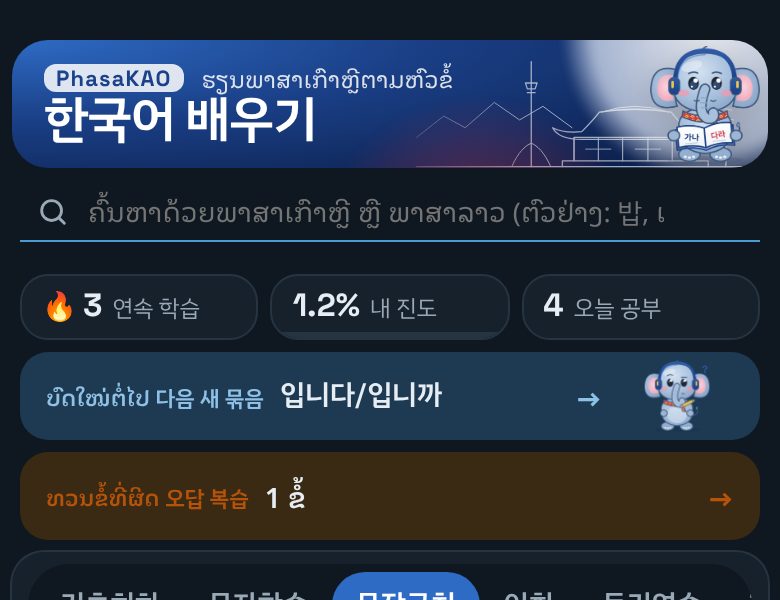 PhasaKAO ຮຽນພາສາເກົາຫຼີຕາມຫົວຂໍ້
한국어 배우기
가나 다라
ຄົ້ນຫາດ້ວຍພາສາເກົາຫຼີ ຫຼື ພາສາລາວ (ຕົວຢ່າງ: 밥, ເ
🔥 3 연속 학습 1.2% 내 진도 4 오늘 공부
ບົດໃໝ່ຕໍ່ໄປ 다음 새 묶음 입니다/입니까 →
ທວນຂໍ້ທີ່ຜິດ 오답 복습 1 ຂໍ້ →